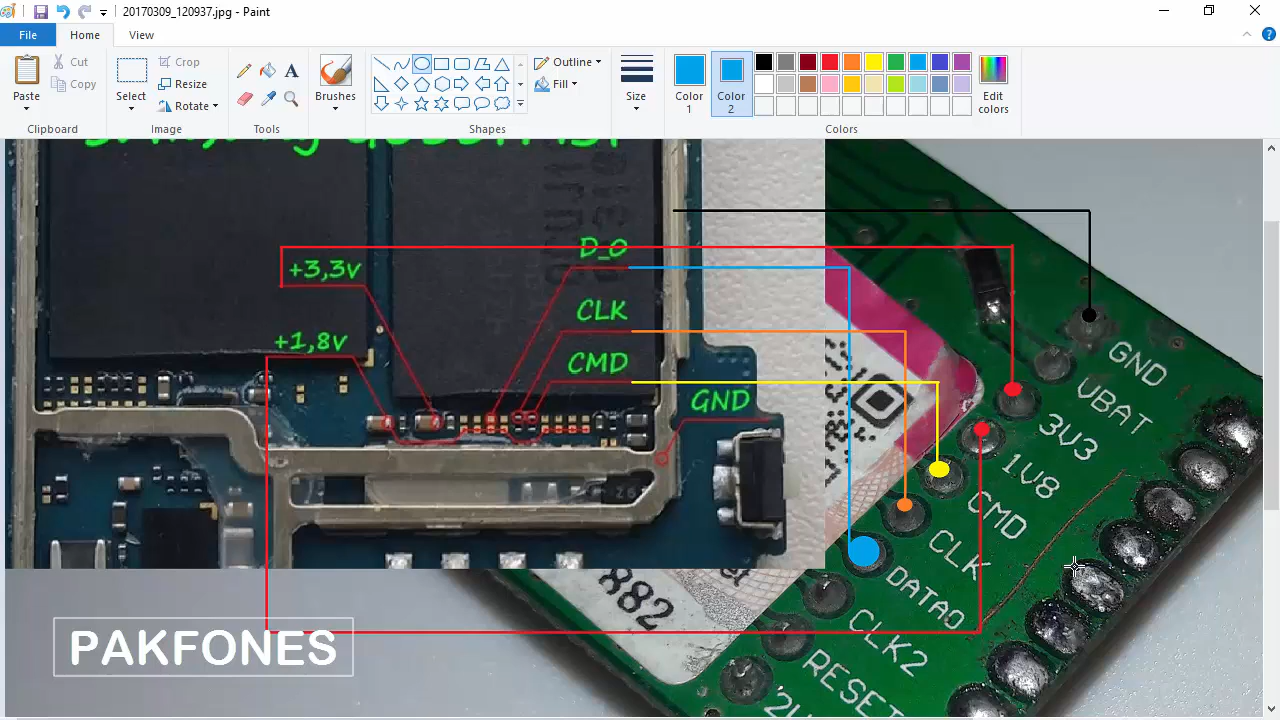 20170309_120937.jpg - Paint
File Home View
Paste
Cut
Copy
Clipboard
Select
Crop
Resize
Rotate
Image
A
Tools
Brushes
Outline
Fill
Shapes
Size
Color
1
Color
2
Edit
colors
Colors
+3,3v
D_0
CLK
+1,8v
CMD
GND
GND
VBAT
3V3
1V8
CMD
CLK
DATA0
CLK2
RESET
882
PAKFONES